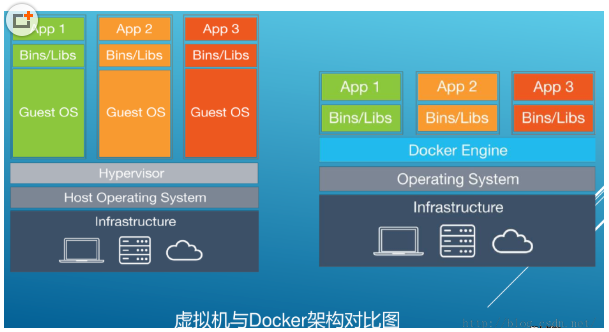 App 1 App 2 App 3
Bins/Libs Bins/Libs Bins/Libs
Guest OS Guest OS Guest OS
Hypervisor
Host Operating System
Infrastructure
App 1 App 2 App 3
Bins/Libs Bins/Libs Bins/Libs
Docker Engine
Operating System
Infrastructure
虚拟机与Docker架构对比图